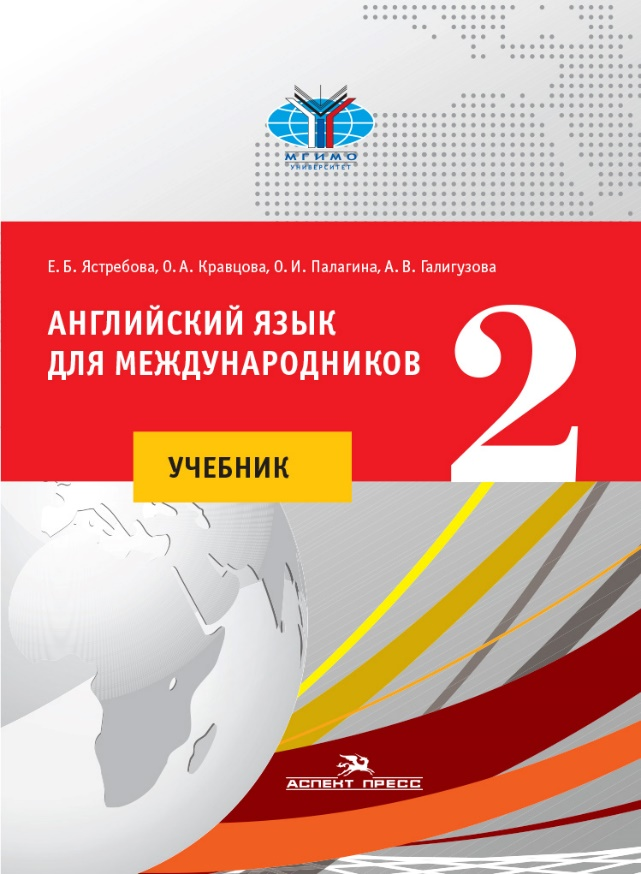 МГИМО
УНИВЕРСИТЕТ
Е. Б. Ястребова, О. А. Кравцова, О. И. Палагина, А. В. Галигузова
АНГЛИЙСКИЙ ЯЗЫК
ДЛЯ МЕЖДУНАРОДНИКОВ
2
УЧЕБНИК
АСПЕКТ ПРЕСС